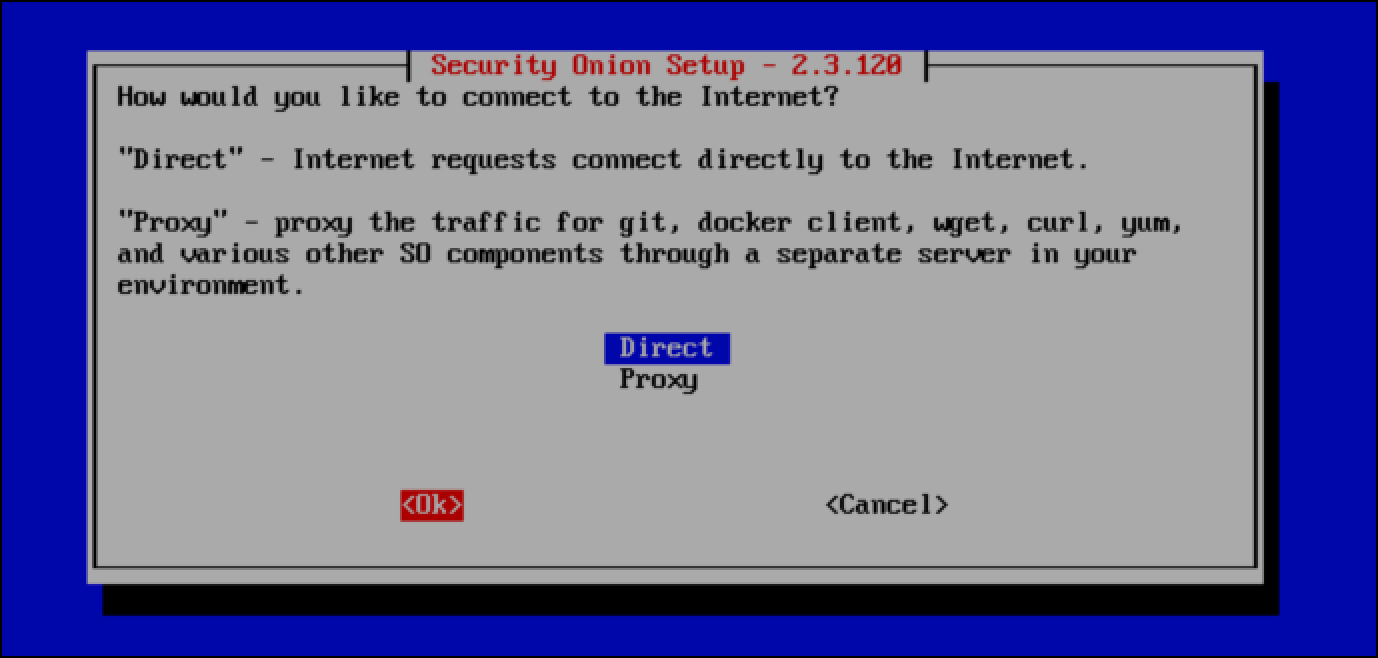 Security Onion Setup - 2.3.120
How would you like to connect to the Internet?
"Direct" - Internet requests connect directly to the Internet.
"Proxy" - proxy the traffic for git, docker client, wget, curl, yum,
and various other SO components through a separate server in your
environment.
Direct
Proxy
<Ok> <Cancel>